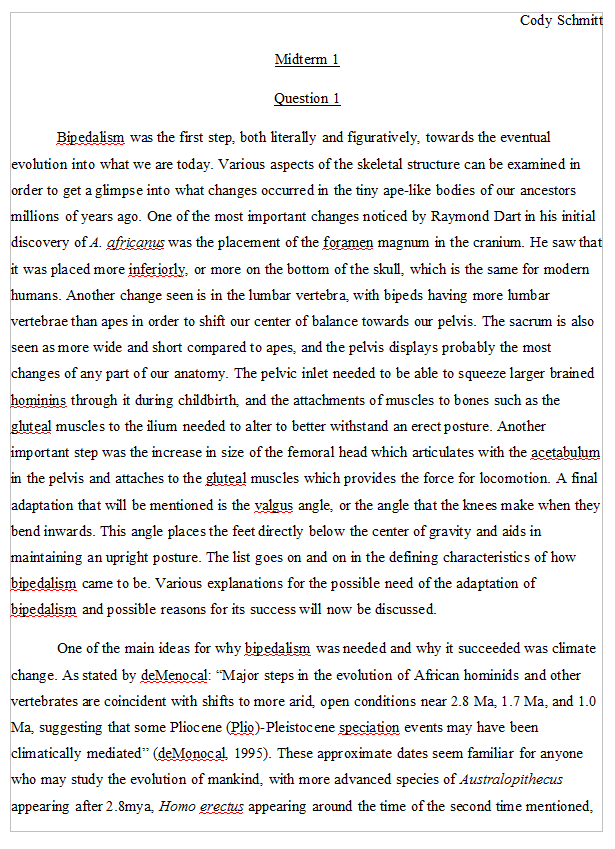 Cody Schmitt
Midterm 1
Question 1
Bipedalism was the first step, both literally and figuratively, towards the eventual
evolution into what we are today. Various aspects of the skeletal structure can be examined in
order to get a glimpse into what changes occurred in the tiny ape-like bodies of our ancestors
millions of years ago. One of the most important changes noticed by Raymond Dart in his initial
discovery of A. africanus was the placement of the foramen magnum in the cranium. He saw that
it was placed more inferiorly, or more on the bottom of the skull, which is the same for modern
humans. Another change seen is in the lumbar vertebra, with bipeds having more lumbar
vertebrae than apes in order to shift our center of balance towards our pelvis. The sacrum is also
seen as more wide and short compared to apes, and the pelvis displays probably the most
changes of any part of our anatomy. The pelvic inlet needed to be able to squeeze larger brained
hominins through it during childbirth, and the attachments of muscles to bones such as the
gluteal muscles to the ilium needed to alter to better withstand an erect posture. Another
important step was the increase in size of the femoral head which articulates with the acetabulum
in the pelvis and attaches to the gluteal muscles which provides the force for locomotion. A final
adaptation that will be mentioned is the valgus angle, or the angle that the knees make when they
bend inwards. This angle places the feet directly below the center of gravity and aids in
maintaining an upright posture. The list goes on and on in the defining characteristics of how
bipedalism came to be. Various explanations for the possible need of the adaptation of
bipedalism and possible reasons for its success will now be discussed.
One of the main ideas for why bipedalism was needed and why it succeeded was climate
change. As stated by deMenocal: “Major steps in the evolution of African hominids and other
vertebrates are coincident with shifts to more arid, open conditions near 2.8 Ma, 1.7 Ma, and 1.0
Ma, suggesting that some Pliocene (Plio)-Pleistocene speciation events may have been
climatically mediated” (deMonocal, 1995). These approximate dates seem familiar for anyone
who may study the evolution of mankind, with more advanced species of Australopithecus
appearing after 2.8mya, Homo erectus appearing around the time of the second time mentioned,